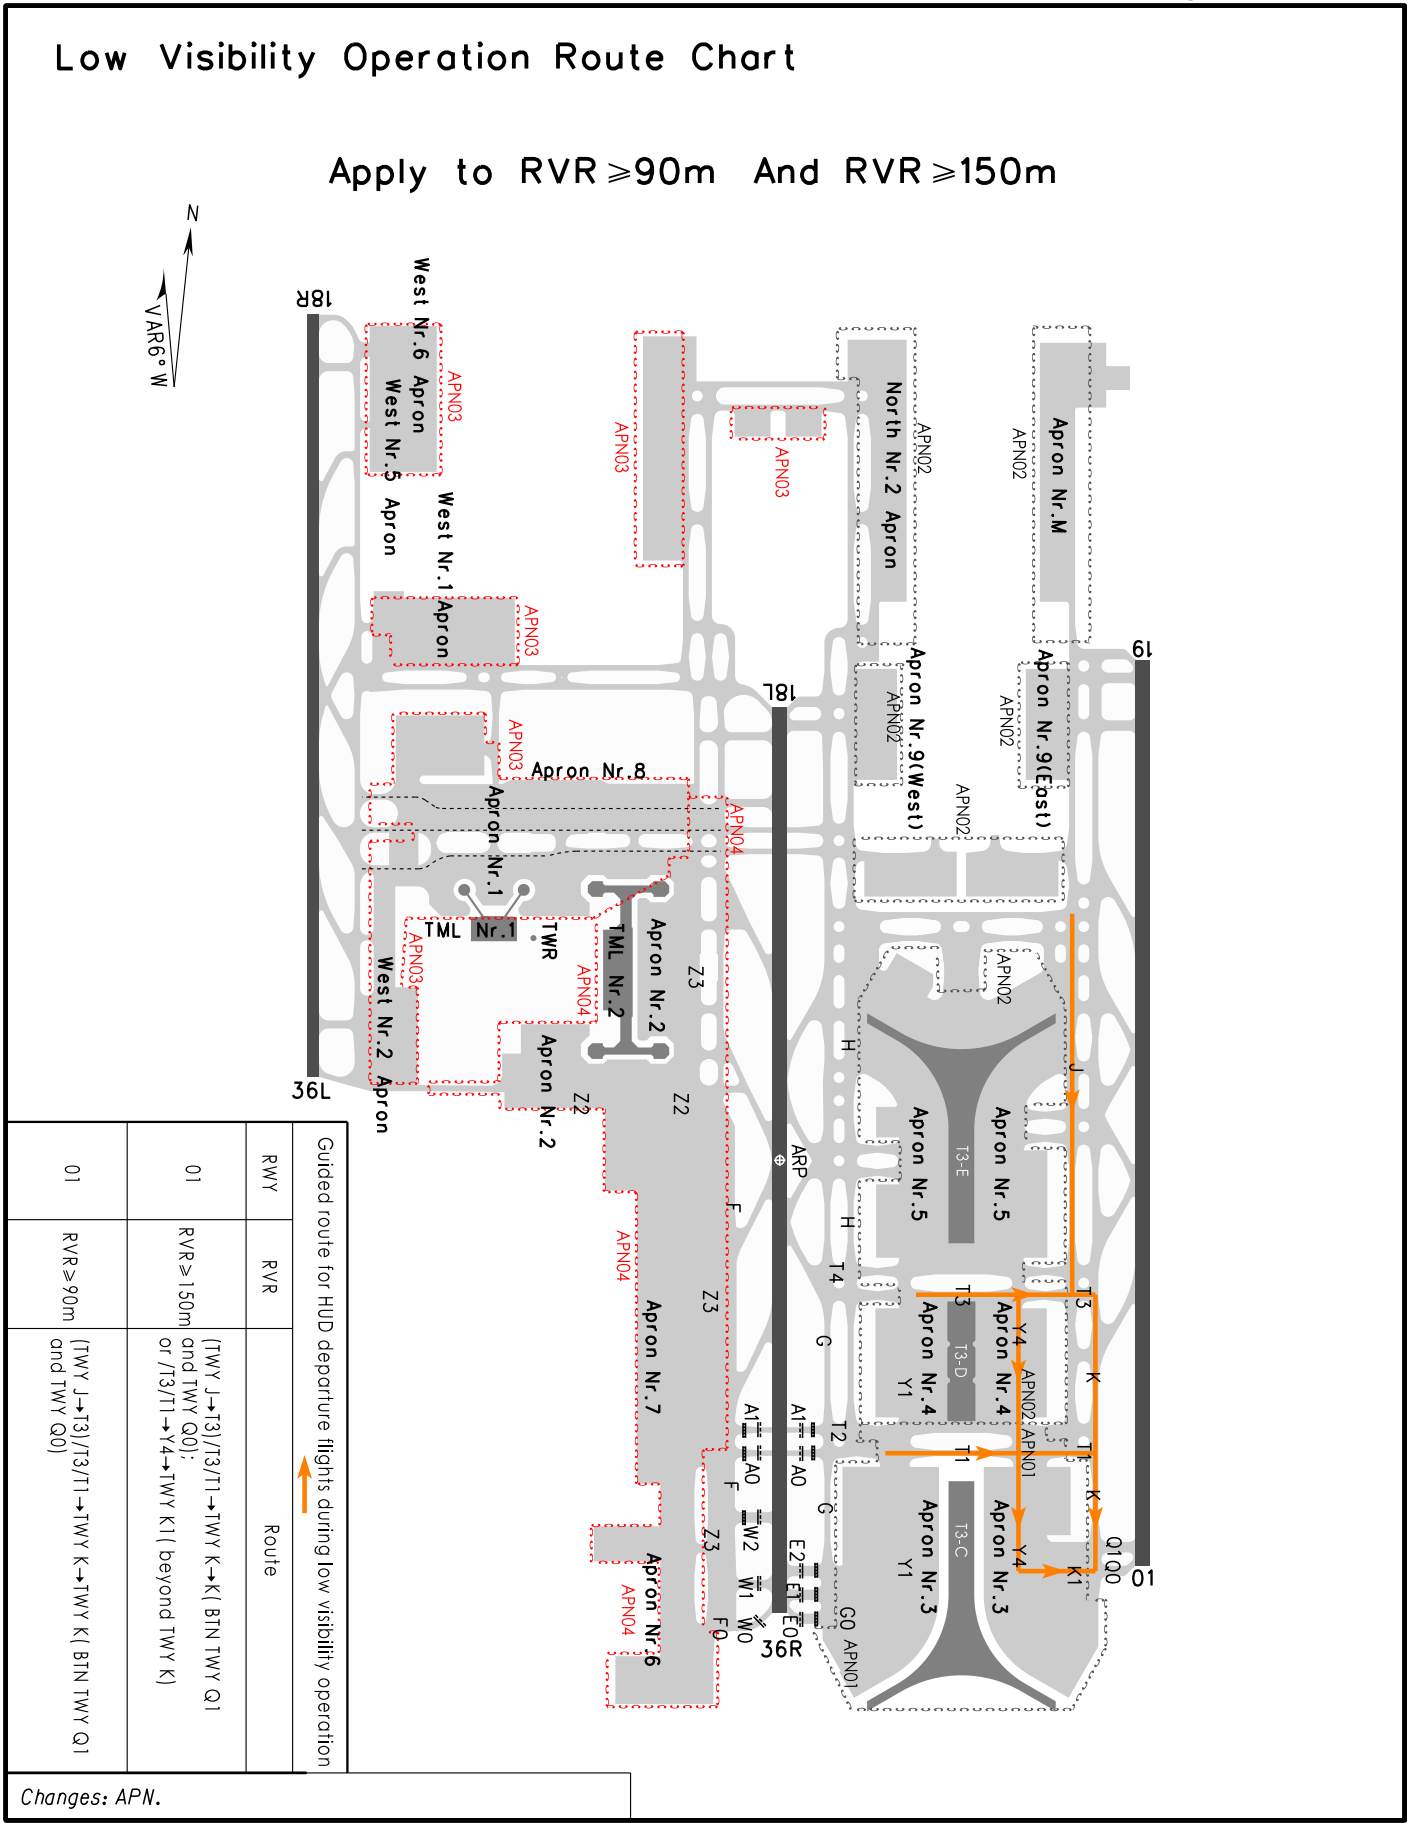 Low Visibility Operation Route Chart
Apply to RVR⩾90m And RVR⩾150m
N
VAR6°W
18R
West Nr.6 Apron
West Nr.5 Apron
APN03
West Nr.1 Apron
APN03
APN03
APN03
North Nr.2 Apron
APN02
APN02
Apron Nr.M
19
18L
Apron Nr.9(West)
APN02
APN02
Apron Nr.9(East)
APN03
Apron Nr.8
Apron Nr.1
APN04
APN02
TML Nr.1
TWR
APN03
West Nr.2 Apron
APN04
TML Nr.2
Apron Nr.2
Z3
APN02
Apron Nr.2
Z2
Z2
H
J
36L
ARP
Apron Nr.5
T3-E
Apron Nr.5
F
H
APN04
T4
Z3
T3
T3
Apron Nr.7
G
Apron Nr.4
T3-D
Apron Nr.4
Y4
K
Y1
APN02
A1
A1
T2
T1
APN01
T1
A0
A0
F
G
K
Z3
W2
E2
Apron Nr.3
T3-C
Apron Nr.3
Y1
Y4
Q1
Q0
K1
01
W1
E1
Apron Nr.6
APN04
F0
W0
E0
G0
36R
APN01
Guided route for HUD departure flights during low visibility operation
RWY
RVR
Route
01
RVR⩾150m
(TWY J→T3)/T3/T1→TWY K→K(BTN TWY Q1
and TWY Q0);
or /T3/T1→Y4→TWY K1(beyond TWY K)
01
RVR⩾90m
(TWY J→T3)/T3/T1→TWY K→TWY K(BTN TWY Q1
and TWY Q0)
Changes: APN.